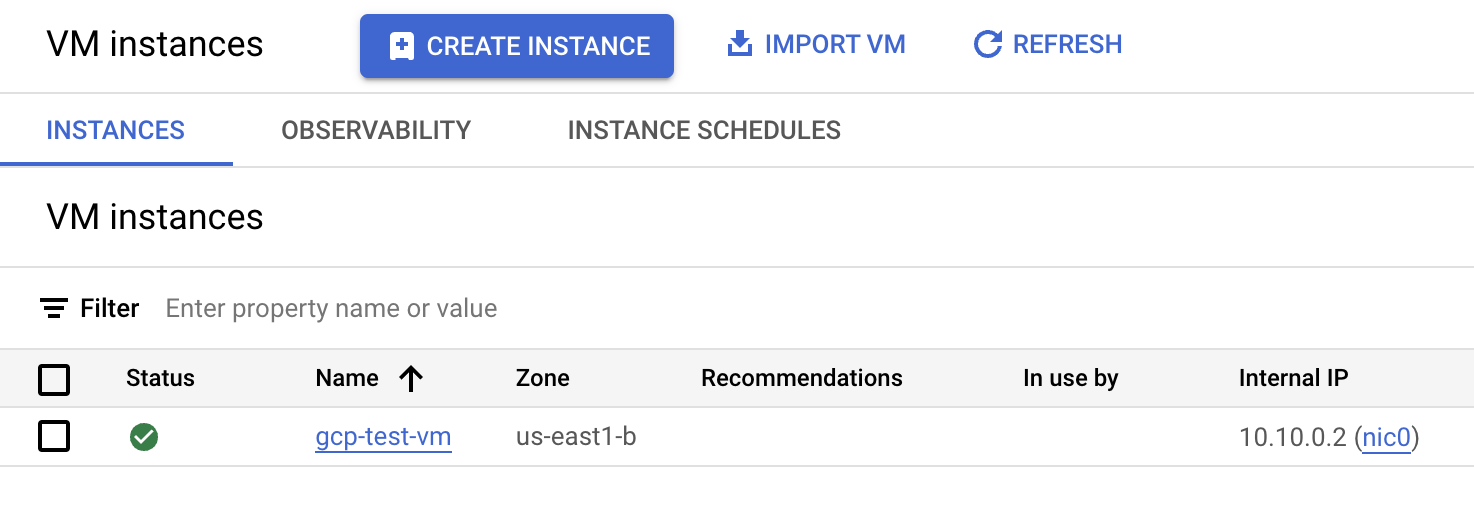 VM instances CREATE INSTANCE IMPORT VM REFRESH
INSTANCES OBSERVABILITY INSTANCE SCHEDULES
VM instances
Filter Enter property name or value
Status Name Zone Recommendations In use by Internal IP
gcp-test-vm us-east1-b 10.10.0.2 (nic0)